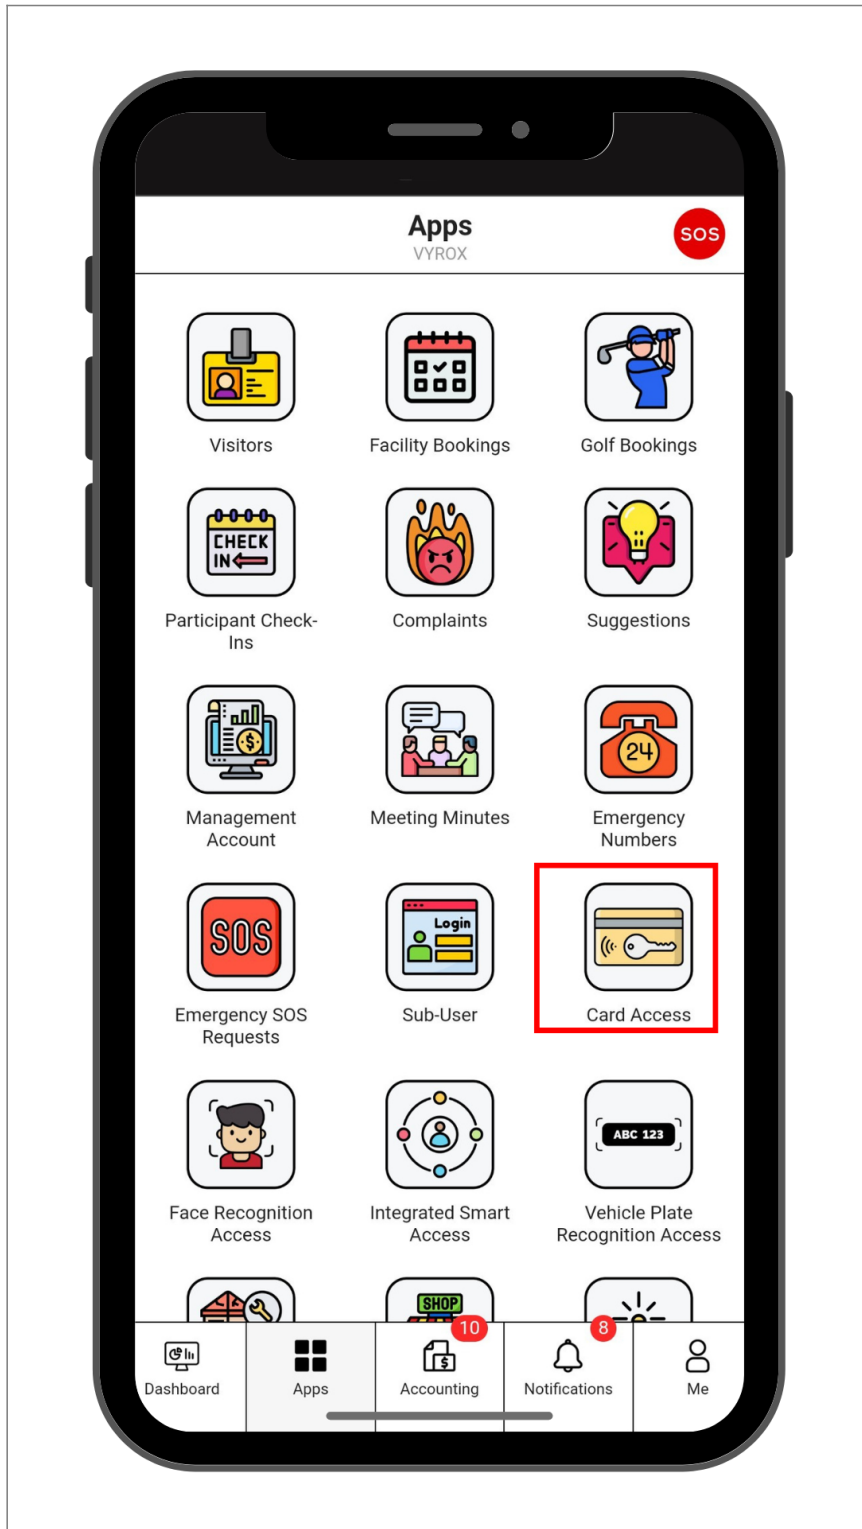 Apps
VYROX
SOS
Visitors
Facility Bookings
Golf Bookings
CHECK
IN
Participant Check-
Ins
Complaints
Suggestions
24
Management
Account
Meeting Minutes
Emergency
Numbers
SOS
Login
Emergency SOS
Requests
Sub-User
Card Access
ABC 123
Face Recognition
Access
Integrated Smart
Access
Vehicle Plate
Recognition Access
SHOP
10
8
Dashboard
Apps
Accounting
Notifications
Me